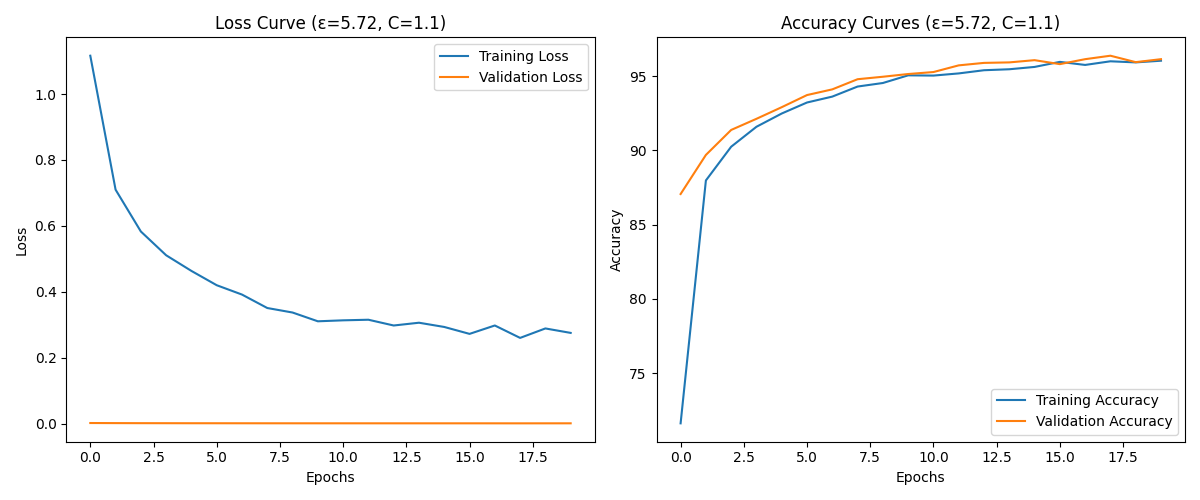 Loss Curve (ε=5.72, C=1.1)
Training Loss
Validation Loss
Loss
1.0
0.8
0.6
0.4
0.2
0.0
0.0 2.5 5.0 7.5 10.0 12.5 15.0 17.5
Epochs
Accuracy Curves (ε=5.72, C=1.1)
Accuracy
95
90
85
80
75
Training Accuracy
Validation Accuracy
0.0 2.5 5.0 7.5 10.0 12.5 15.0 17.5
Epochs